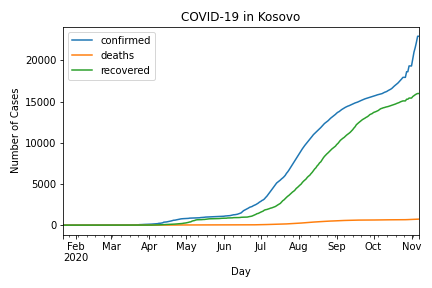 COVID-19 in Kosovo
confirmed
deaths
recovered
Number of Cases
20000
15000
10000
5000
0
Feb Mar Apr May Jun Jul Aug Sep Oct Nov
2020
Day